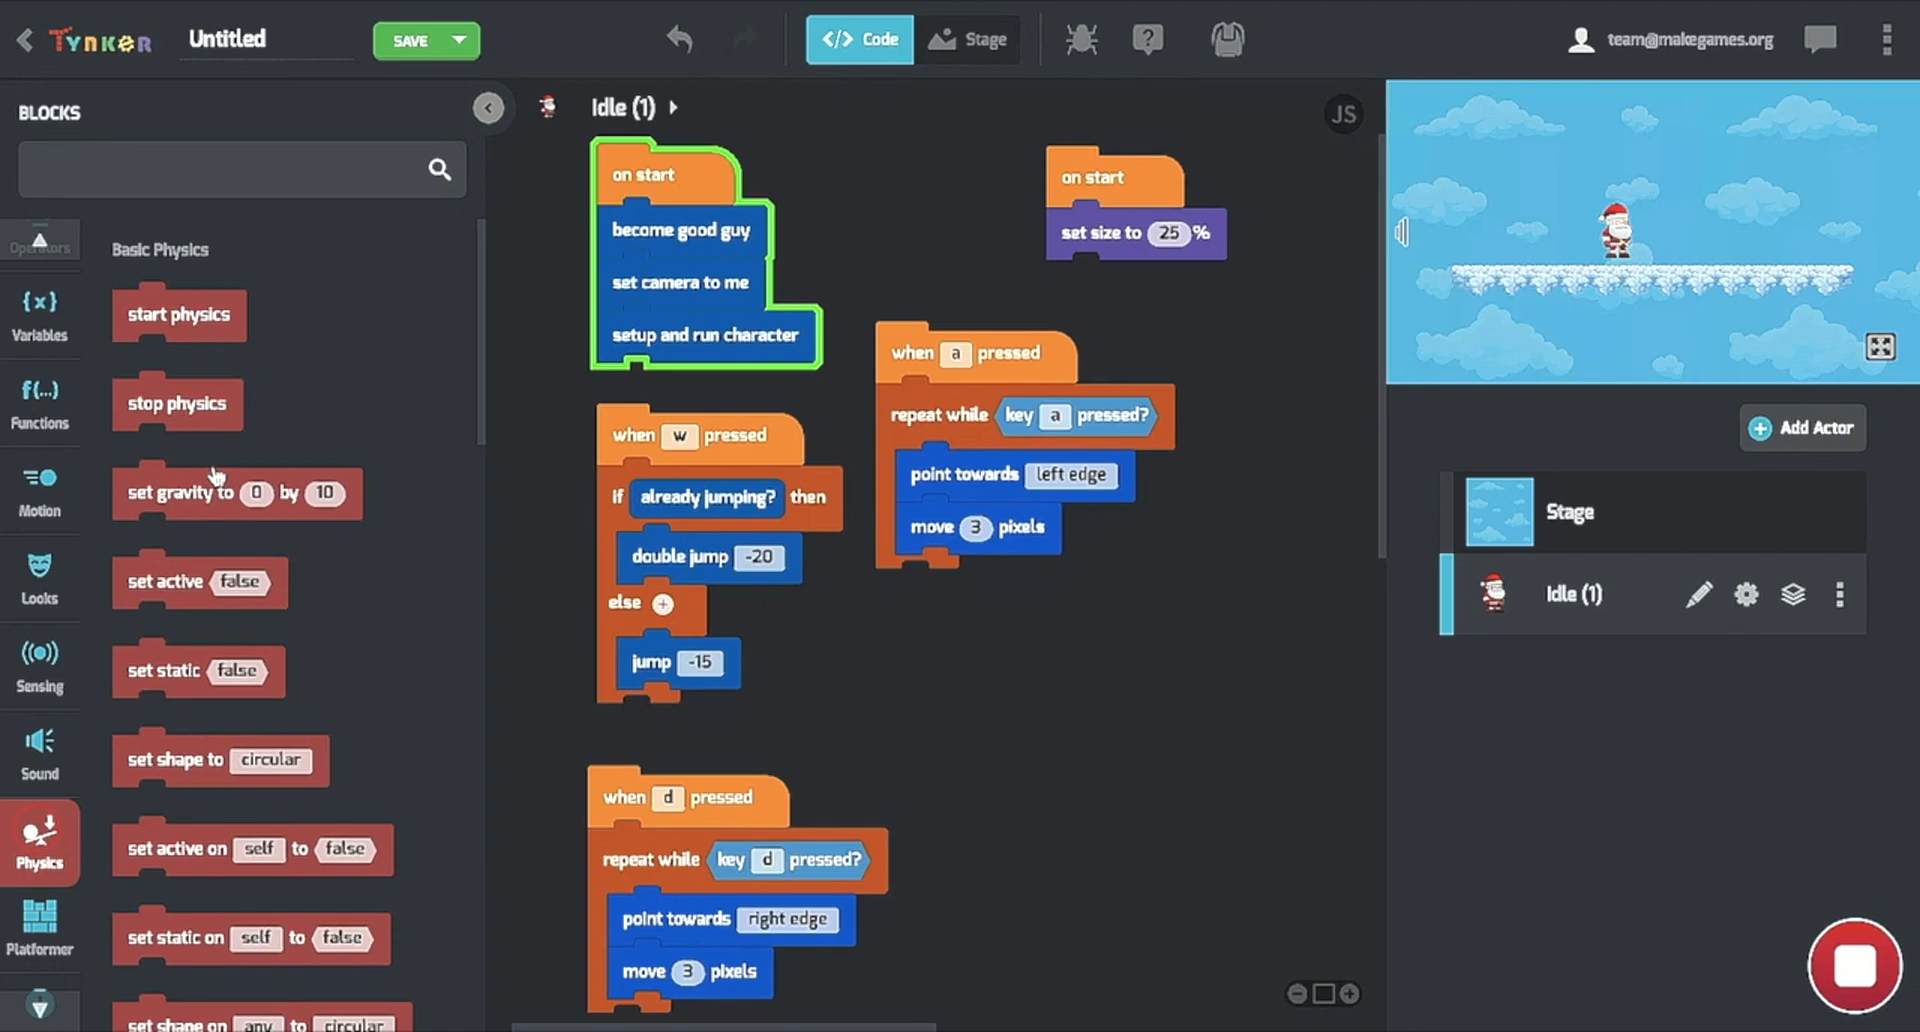 Tynker
Untitled
SAVE
</> Code
Stage
team@makegames.org
BLOCKS
Operators
{x}
Variables
f(...)
Functions
Motion
Looks
Sensing
Sound
Physics
Platformer
Basic Physics
start physics
stop physics
set gravity to 0 by 10
set active false
set static false
set shape to circular
set active on self to false
set static on self to false
set shape on any to circular
Idle (1)
JS
on start
become good guy
set camera to me
setup and run character
on start
set size to 25 %
when a pressed
repeat while key a pressed?
point towards left edge
move 3 pixels
when w pressed
if already jumping? then
double jump -20
else +
jump -15
when d pressed
repeat while key d pressed?
point towards right edge
move 3 pixels
Add Actor
Stage
Idle (1)